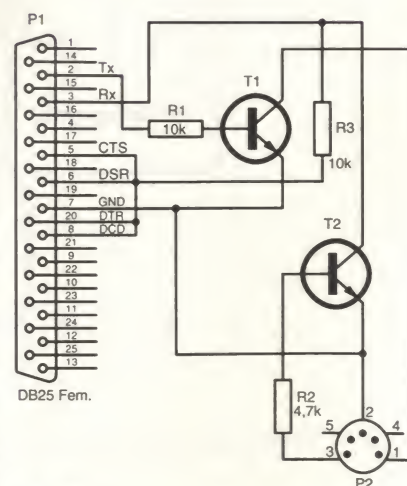 P1
1
14
2 Tx
15
3 Rx
16
4
17
5 CTS
18
6 DSR
19
7 GND
20 DTR
8 DCD
21
9
22
10
23
11
24
12
25
13
DB25 Fem.
R1
10k
T1
R3
10k
T2
R2
4,7k
2
5
4
3
1
P2